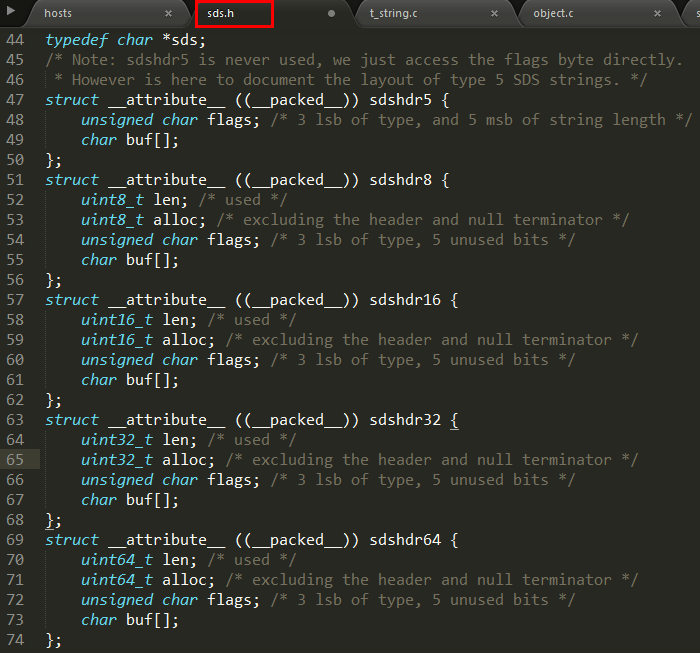 hosts × sds.h t_string.c × object.c × s
44 typedef char *sds;
45 /* Note: sdshdr5 is never used, we just access the flags byte directly.
46  * However is here to document the layout of type 5 SDS strings. */
47 struct __attribute__ ((__packed__)) sdshdr5 {
48     unsigned char flags; /* 3 lsb of type, and 5 msb of string length */
49     char buf[];
50 };
51 struct __attribute__ ((__packed__)) sdshdr8 {
52     uint8_t len; /* used */
53     uint8_t alloc; /* excluding the header and null terminator */
54     unsigned char flags; /* 3 lsb of type, 5 unused bits */
55     char buf[];
56 };
57 struct __attribute__ ((__packed__)) sdshdr16 {
58     uint16_t len; /* used */
59     uint16_t alloc; /* excluding the header and null terminator */
60     unsigned char flags; /* 3 lsb of type, 5 unused bits */
61     char buf[];
62 };
63 struct __attribute__ ((__packed__)) sdshdr32 {
64     uint32_t len; /* used */
65     uint32_t alloc; /* excluding the header and null terminator */
66     unsigned char flags; /* 3 lsb of type, 5 unused bits */
67     char buf[];
68 };
69 struct __attribute__ ((__packed__)) sdshdr64 {
70     uint64_t len; /* used */
71     uint64_t alloc; /* excluding the header and null terminator */
72     unsigned char flags; /* 3 lsb of type, 5 unused bits */
73     char buf[];
74 };